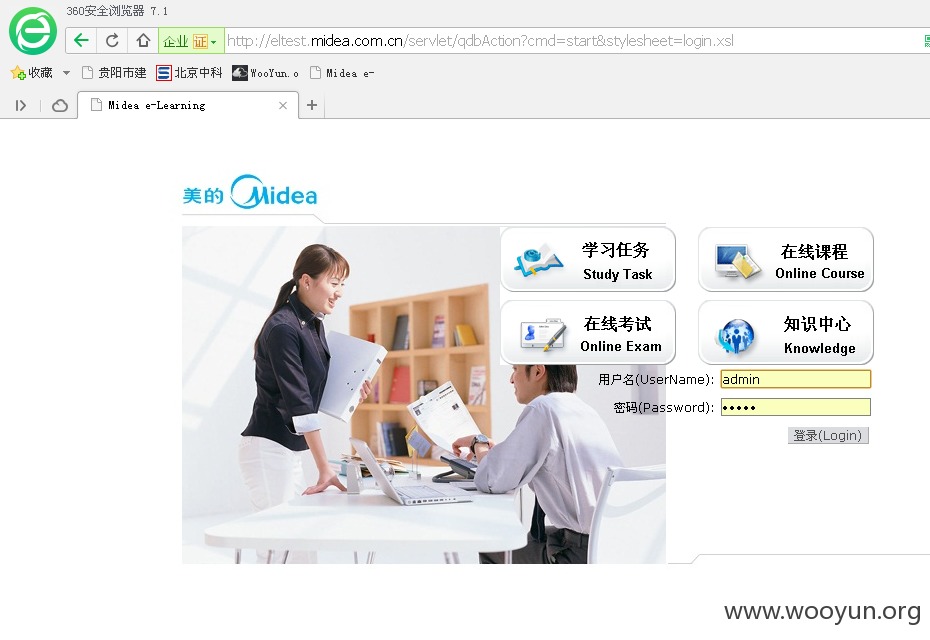 360安全浏览器 7.1
企业 证 http://eltest.midea.com.cn/servlet/qdbAction?cmd=start&stylesheet=login.xsl
收藏 贵阳市建 北京中科 WooYun.o Midea e-
Midea e-Learning
美的 Midea
学习任务
Study Task
在线课程
Online Course
在线考试
Online Exam
知识中心
Knowledge
用户名(UserName): admin
密码(Password): •••••
登录(Login)
www.wooyun.org